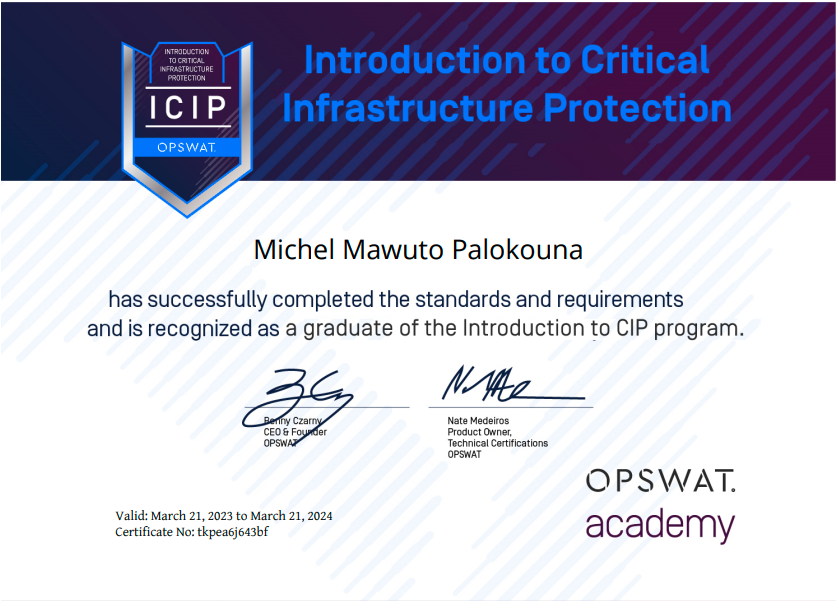 INTRODUCTION
TO CRITICAL
INFRASTRUCTURE
PROTECTION
ICIP
OPSWAT.
Introduction to Critical
Infrastructure Protection
Michel Mawuto Palokouna
has successfully completed the standards and requirements
and is recognized as a graduate of the Introduction to CIP program.
Benny Czarny
CEO & Founder
OPSWAT
Nate Medeiros
Product Owner,
Technical Certifications
OPSWAT
OPSWAT.
academy
Valid: March 21, 2023 to March 21, 2024
Certificate No: tkpea6j643bf